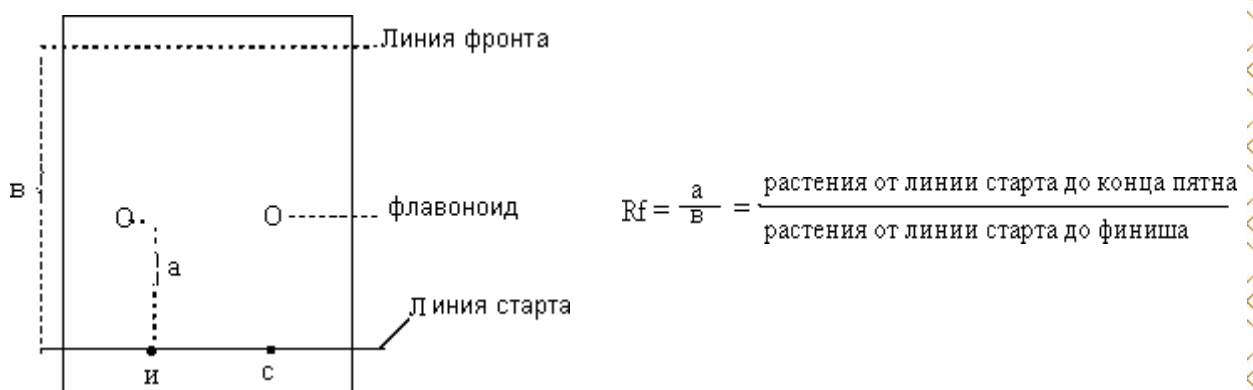 Линия фронта
в
флавоноид
а
Линия старта
и с
Rf = а/в = растения от линии старта до конца пятна
растения от линии старта до финиша